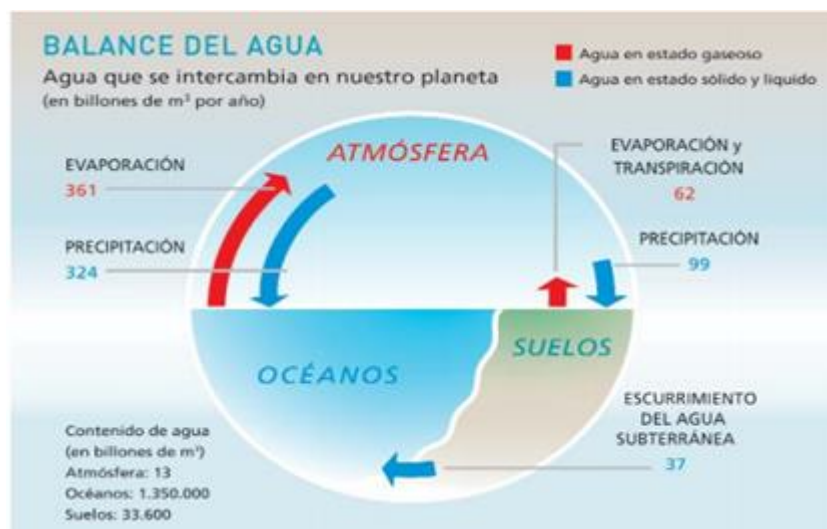 BALANCE DEL AGUA
Agua que se intercambia en nuestro planeta
(en billones de m³ por año)
Agua en estado gaseoso
Agua en estado sólido y líquido
ATMÓSFERA
EVAPORACIÓN
361
PRECIPITACIÓN
324
EVAPORACIÓN y
TRANSPIRACIÓN
62
PRECIPITACIÓN
99
OCÉANOS
SUELOS
ESCURRIMIENTO
DEL AGUA
SUBTERRÁNEA
37
Contenido de agua
(en billones de m³)
Atmósfera: 13
Océanos: 1.350.000
Suelos: 33.600